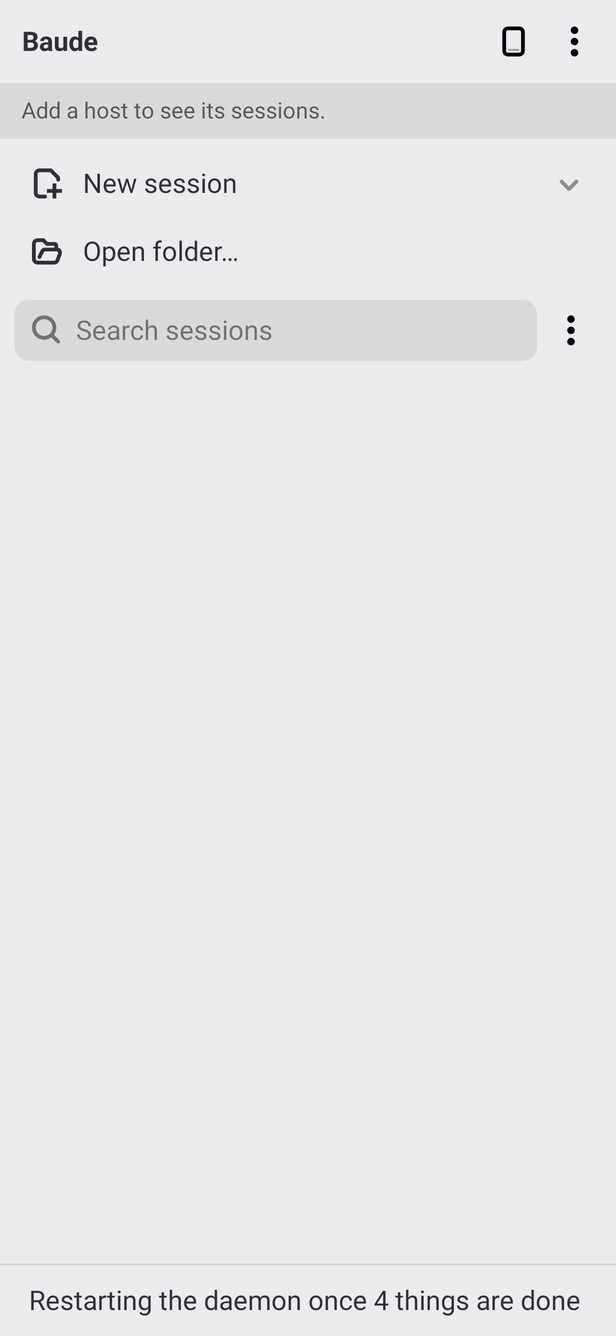 Baude
Add a host to see its sessions.
New session
Open folder…
Search sessions
Restarting the daemon once 4 things are done